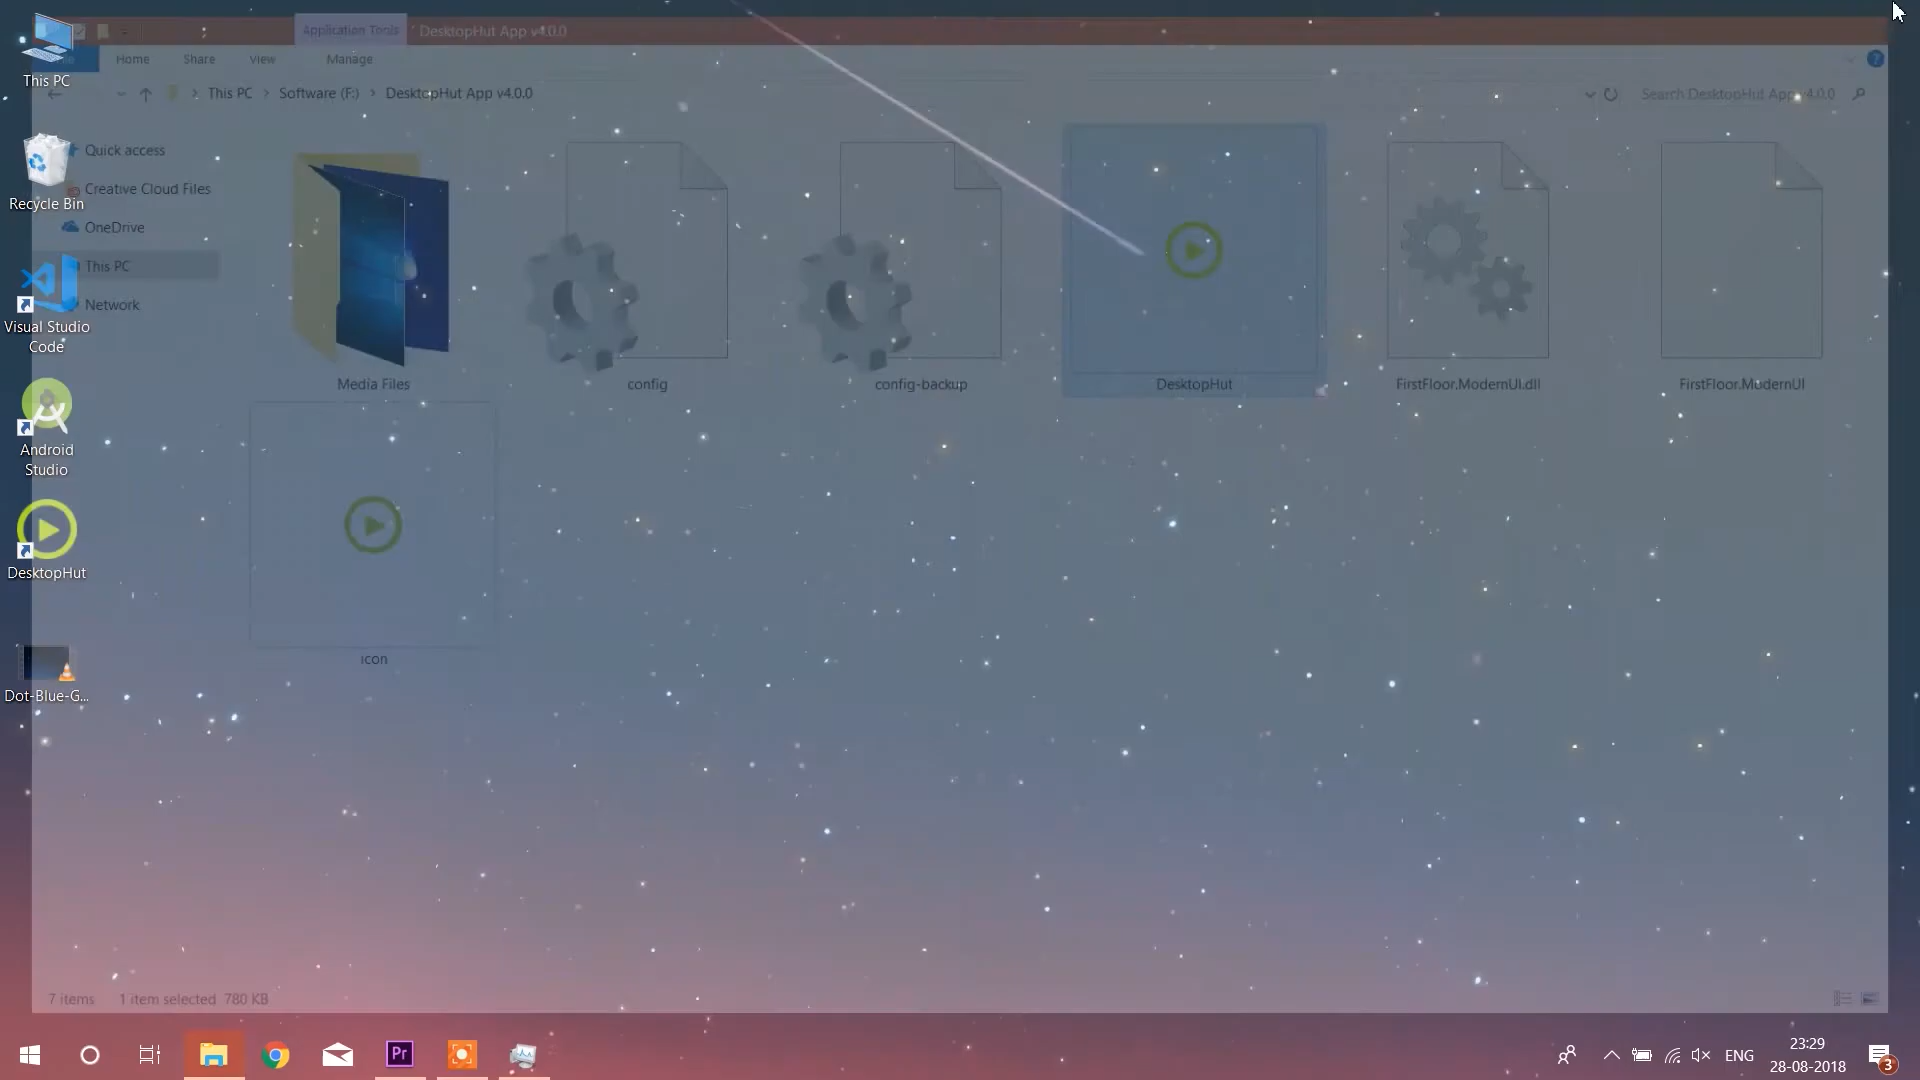 Application Tools
DesktopHut App v4.0.0
Home
Share
View
Manage
This PC
Software (F:)
DesktopHut App v4.0.0
Search DesktopHut App v4.0.0
This PC
Recycle Bin
Visual Studio
Code
Android
Studio
DesktopHut
Dot-Blue-G...
Quick access
Creative Cloud Files
OneDrive
This PC
Network
Media Files
config
config-backup
DesktopHut
FirstFloor.ModernUI.dll
FirstFloor.ModernUI
icon
7 items
1 item selected 780 KB
Pr
ENG
23:29
28-08-2018
3